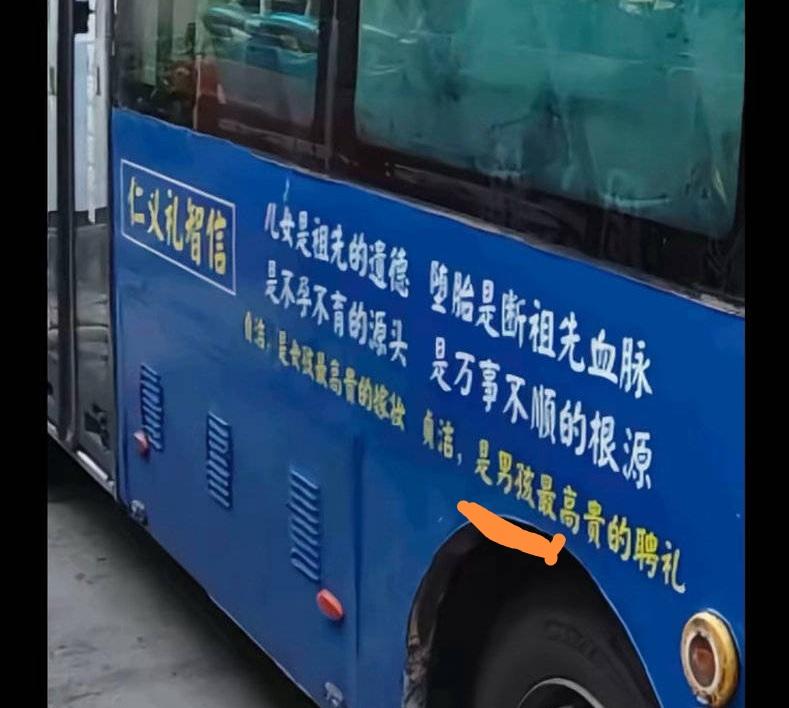 仁义礼智信
儿女是祖先的遗德 堕胎是断祖先血脉
是不孕不育的源头 是万事不顺的根源
贞洁，是女孩最高贵的嫁妆 贞洁，是男孩最高贵的聘礼